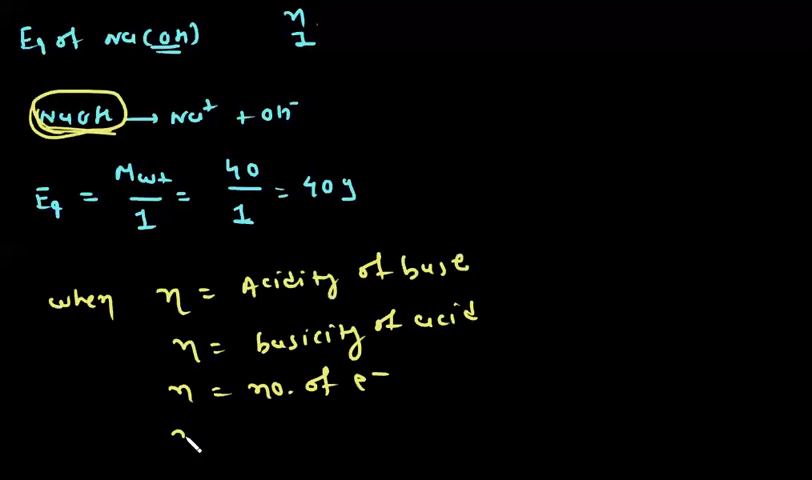 Eq of Na(OH) n/1
NaOH → Na⁺ + OH⁻
Eq = Mwt/1 = 40/1 = 40g
when n = Acidity of base
n = basicity of acid
n = no. of e⁻